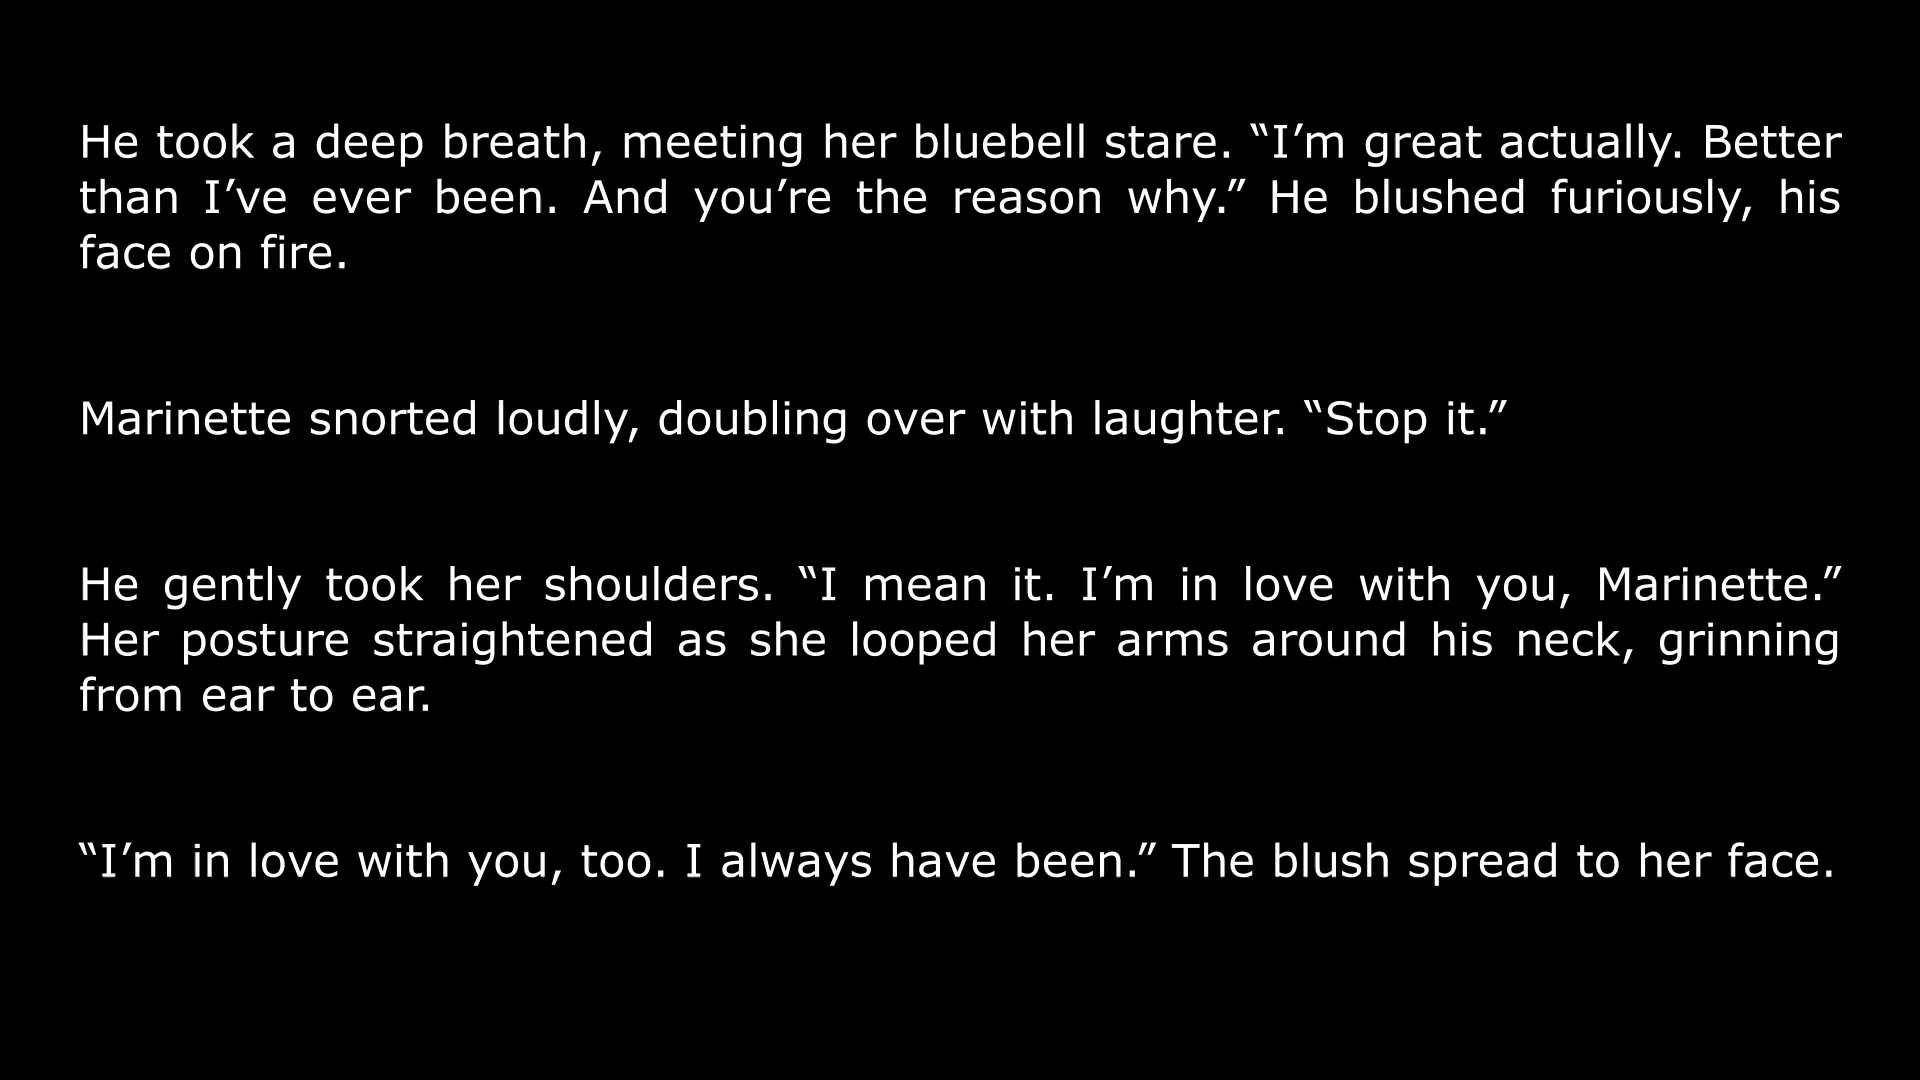 He took a deep breath, meeting her bluebell stare. “I’m great actually. Better
than I’ve ever been. And you’re the reason why.” He blushed furiously, his
face on fire.
Marinette snorted loudly, doubling over with laughter. “Stop it.”
He gently took her shoulders. “I mean it. I’m in love with you, Marinette.”
Her posture straightened as she looped her arms around his neck, grinning
from ear to ear.
“I’m in love with you, too. I always have been.” The blush spread to her face.